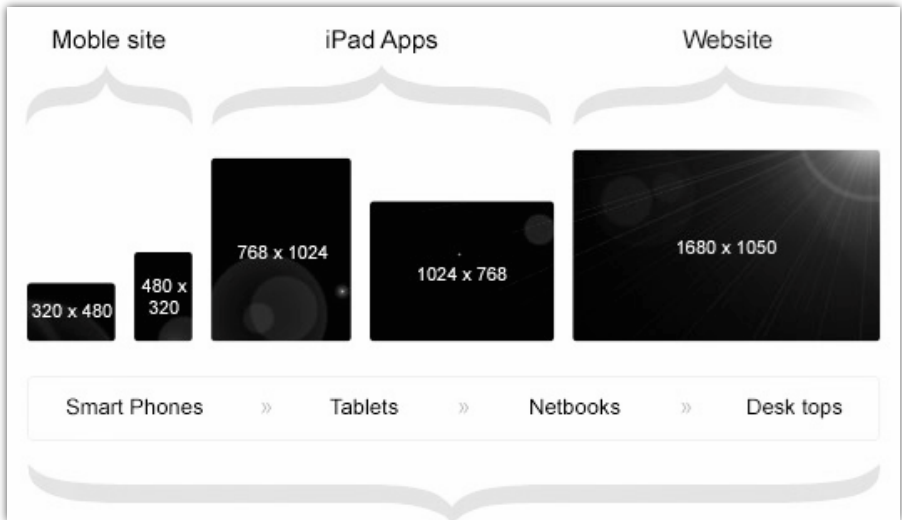 Moble site
iPad Apps
Website
320 x 480
480 x
320
768 x 1024
1024 x 768
1680 x 1050
Smart Phones » Tablets » Netbooks » Desk tops